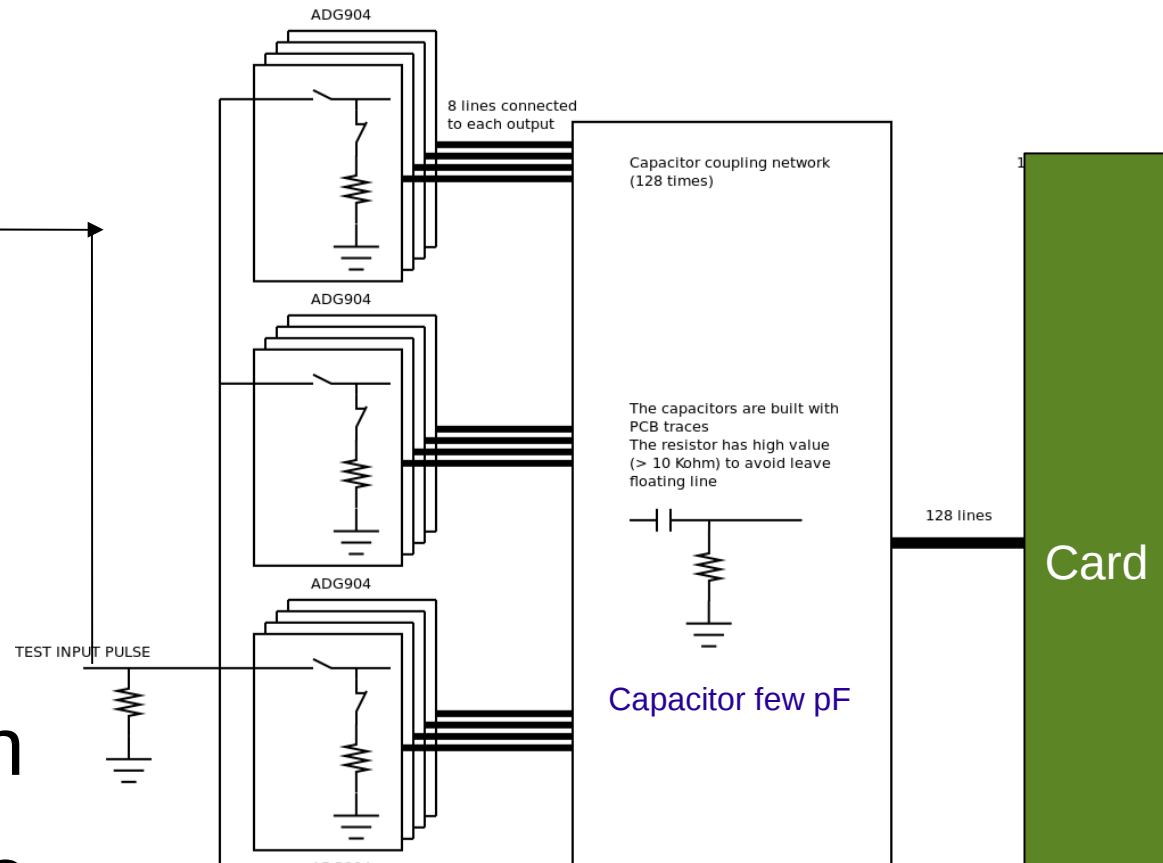 ADG904
8 lines connected
to each output
Capacitor coupling network
(128 times)
1
ADG904
The capacitors are built with
PCB traces
The resistor has high value
(> 10 Kohm) to avoid leave
floating line
128 lines
Card
ADG904
TEST INPUT PULSE
Capacitor few pF